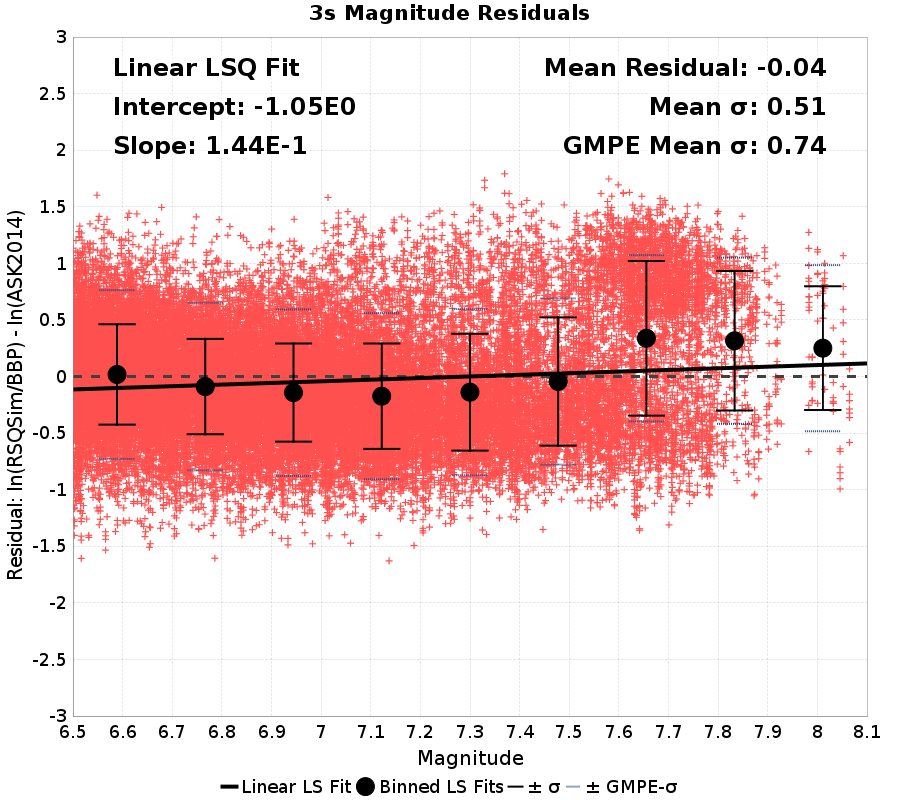 3s Magnitude Residuals
Linear LSQ Fit
Intercept: -1.05E0
Slope: 1.44E-1
Mean Residual: -0.04
Mean σ: 0.51
GMPE Mean σ: 0.74
Residual: ln(RSQSim/BBP) - ln(ASK2014)
3
2.5
2
1.5
1
0.5
0
-0.5
-1
-1.5
-2
-2.5
-3
6.5 6.6 6.7 6.8 6.9 7 7.1 7.2 7.3 7.4 7.5 7.6 7.7 7.8 7.9 8 8.1
Magnitude
Linear LS Fit Binned LS Fits ± σ ± GMPE-σ